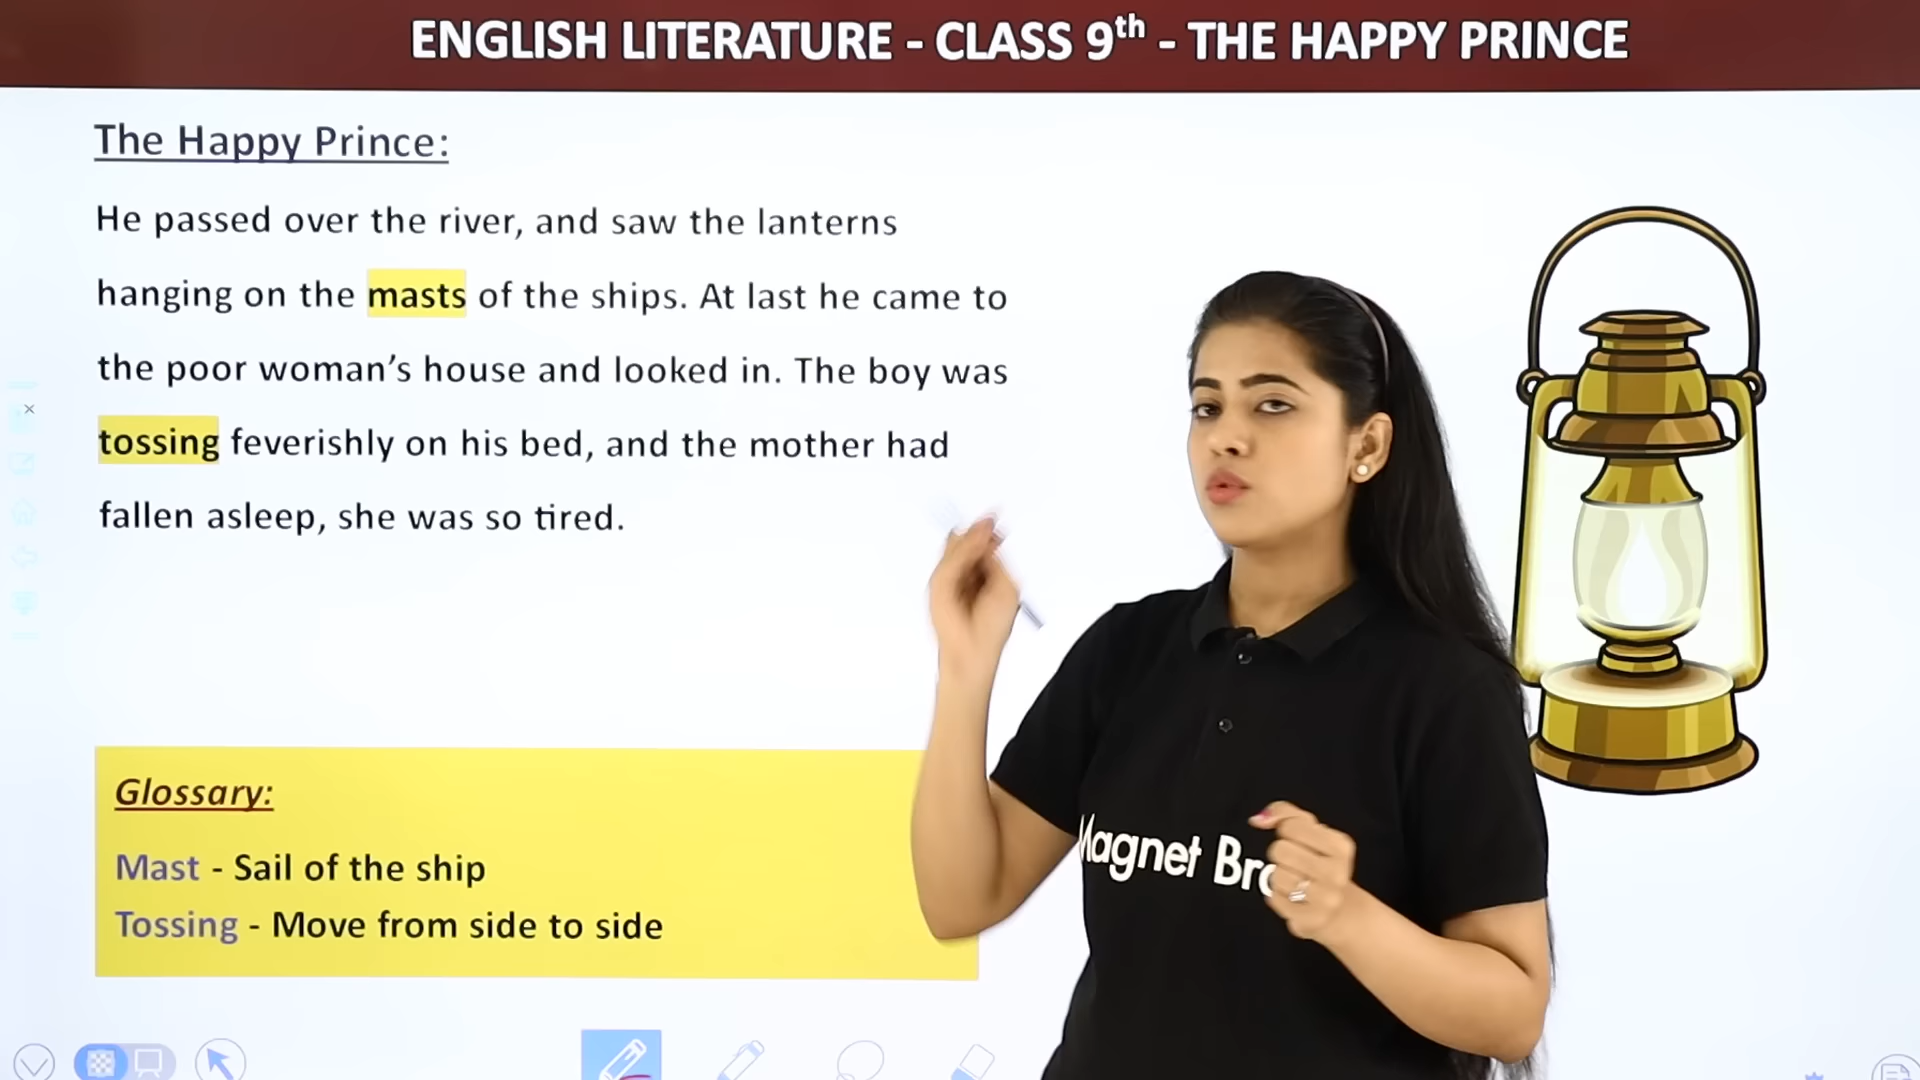 ENGLISH LITERATURE - CLASS 9th - THE HAPPY PRINCE
The Happy Prince:
He passed over the river, and saw the lanterns
hanging on the masts of the ships. At last he came to
the poor woman’s house and looked in. The boy was
tossing feverishly on his bed, and the mother had
fallen asleep, she was so tired.
Glossary:
Mast - Sail of the ship
Tossing - Move from side to side
Magnet Bro